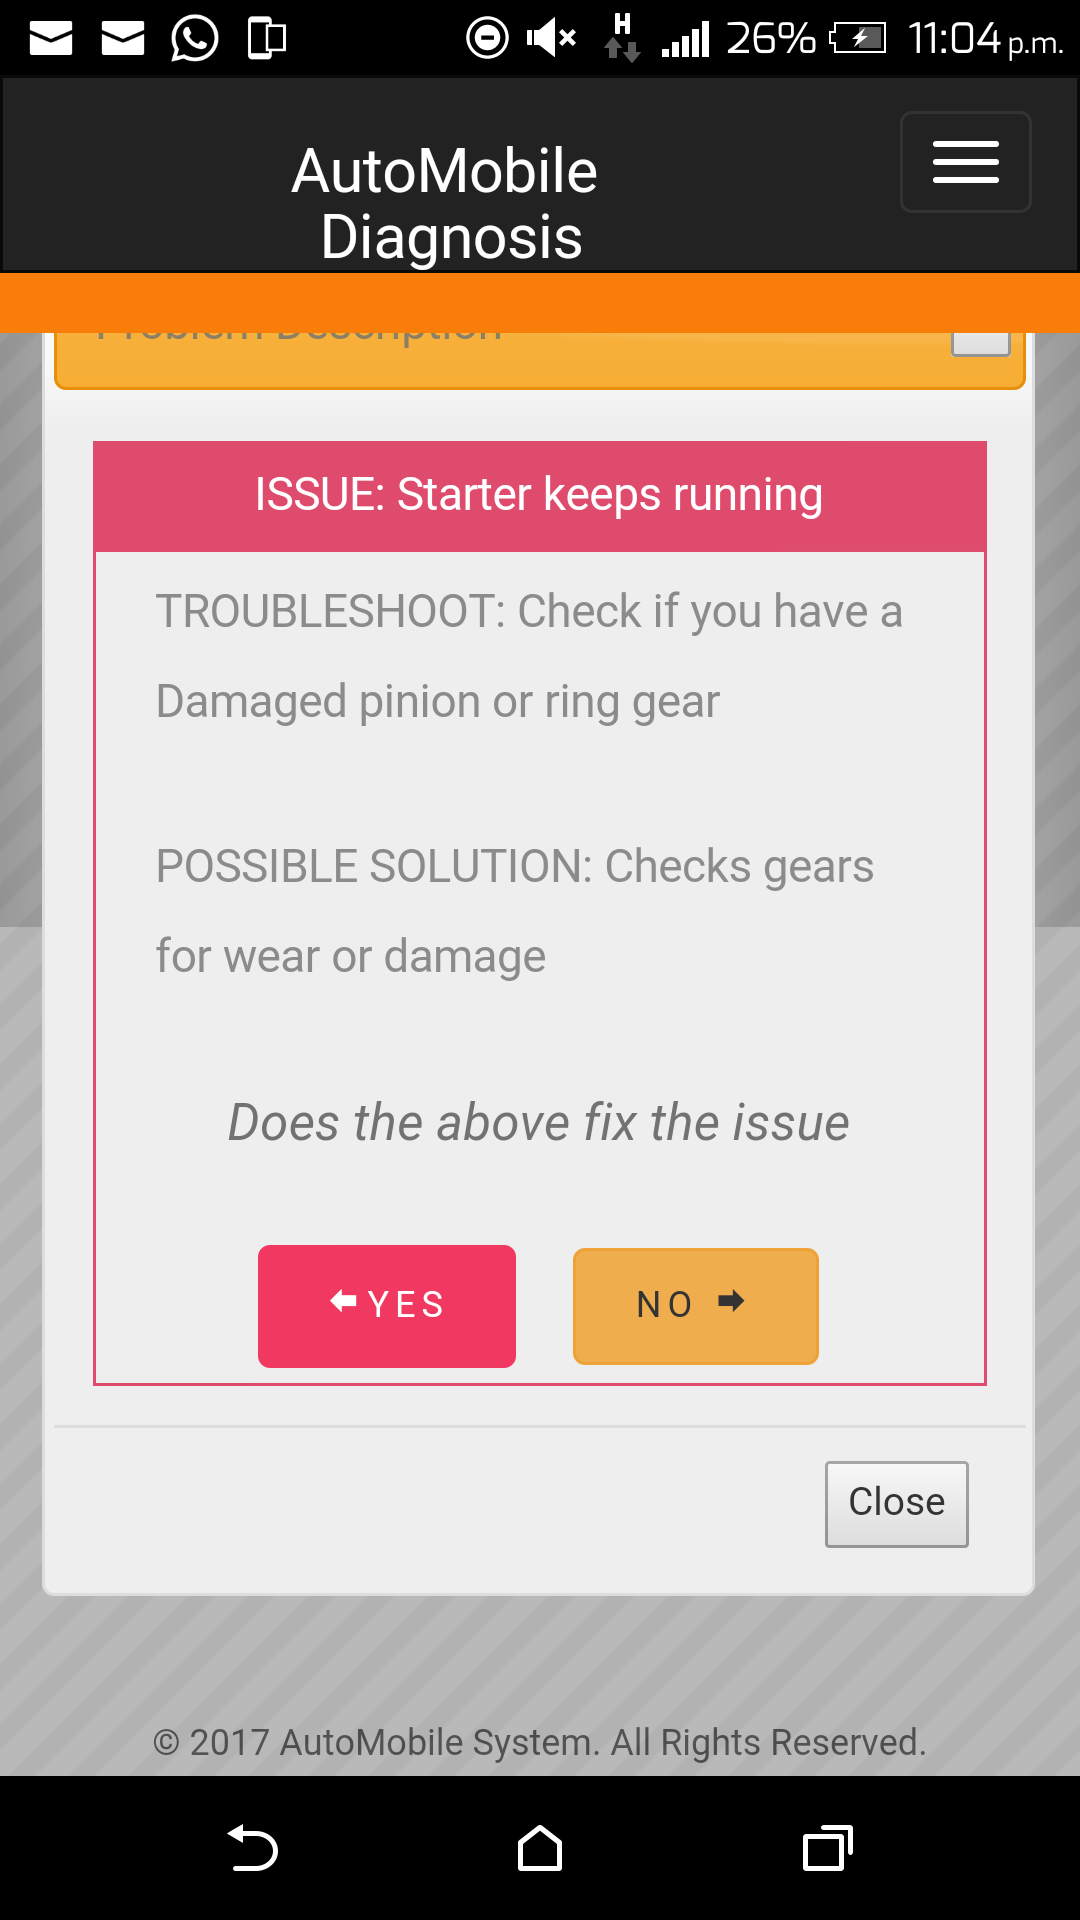 H 26% 11:04 p.m.
AutoMobile
Diagnosis
Problem Description
ISSUE: Starter keeps running
TROUBLESHOOT: Check if you have a
Damaged pinion or ring gear
POSSIBLE SOLUTION: Checks gears
for wear or damage
Does the above fix the issue
YES NO
Close
© 2017 AutoMobile System. All Rights Reserved.